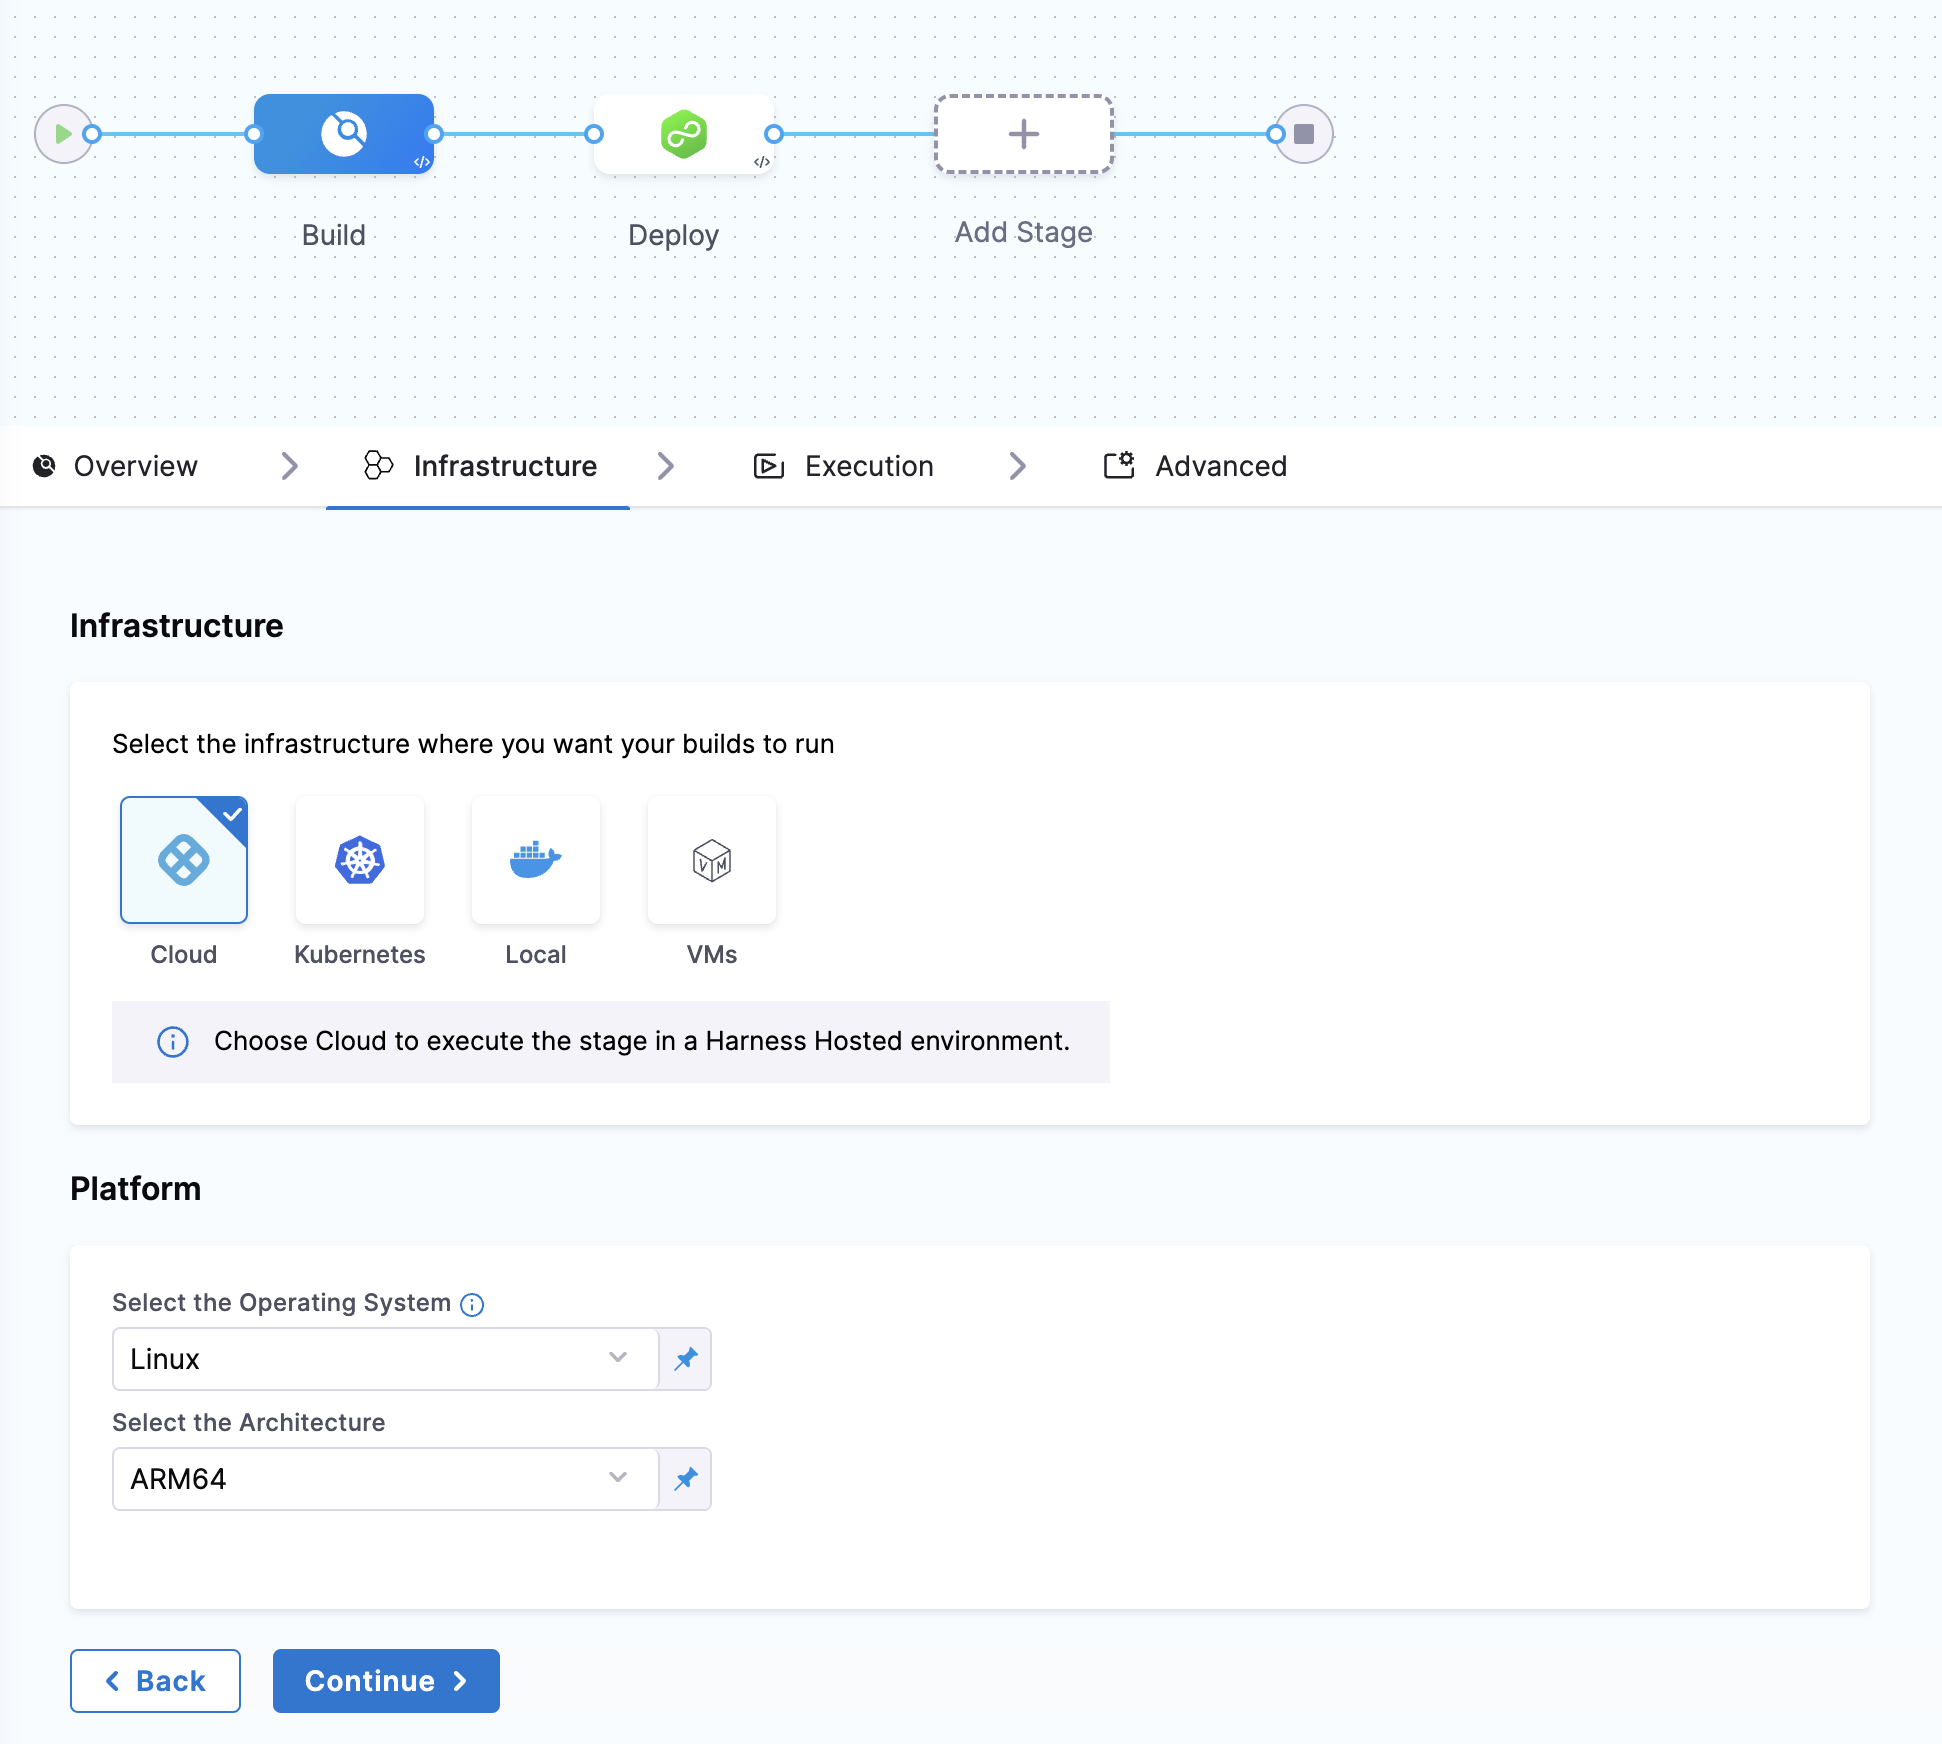 </>
</>
Build
Deploy
Add Stage
Overview
Infrastructure
Execution
Advanced
Infrastructure
Select the infrastructure where you want your builds to run
VM
Cloud
Kubernetes
Local
VMs
Choose Cloud to execute the stage in a Harness Hosted environment.
Platform
Select the Operating System
Linux
Select the Architecture
ARM64
Back
Continue